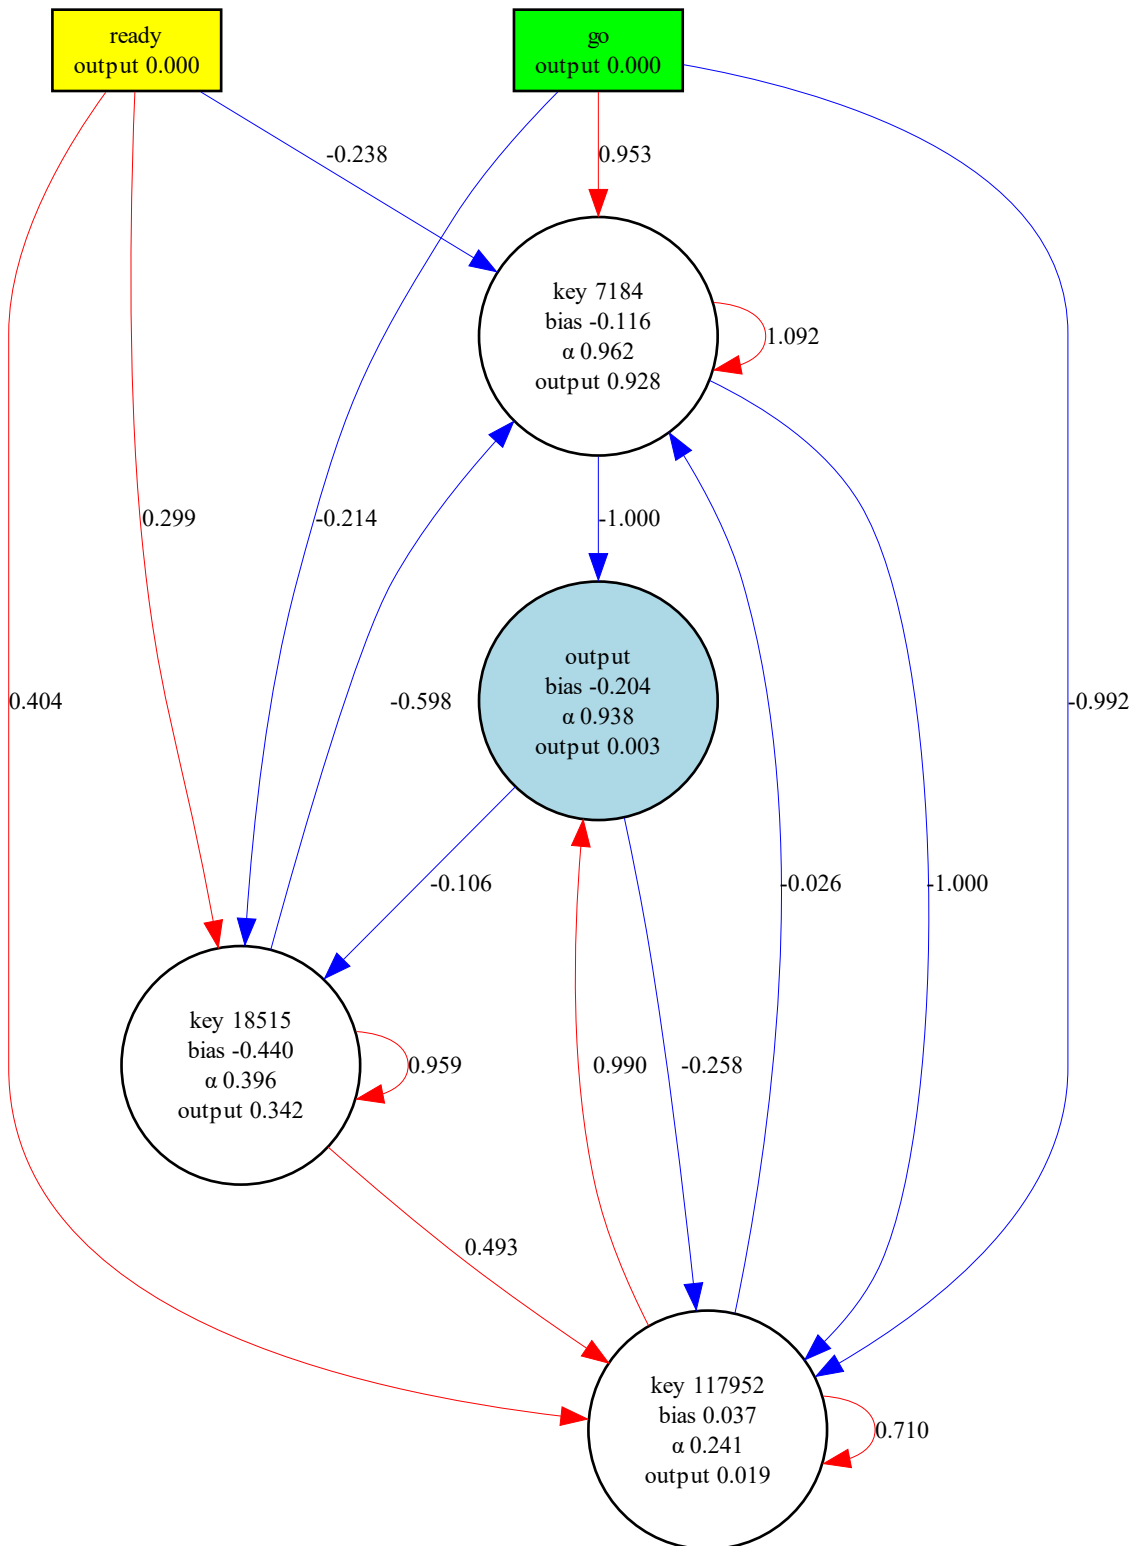 ready
output 0.000
go
output 0.000
-0.238
0.953
key 7184
bias -0.116
α 0.962
output 0.928
1.092
0.299
-0.214
-1.000
output
bias -0.204
α 0.938
output 0.003
0.404
-0.598
-0.992
-0.106
-0.026
-1.000
key 18515
bias -0.440
α 0.396
output 0.342
0.959
0.990
-0.258
0.493
key 117952
bias 0.037
α 0.241
output 0.019
0.710